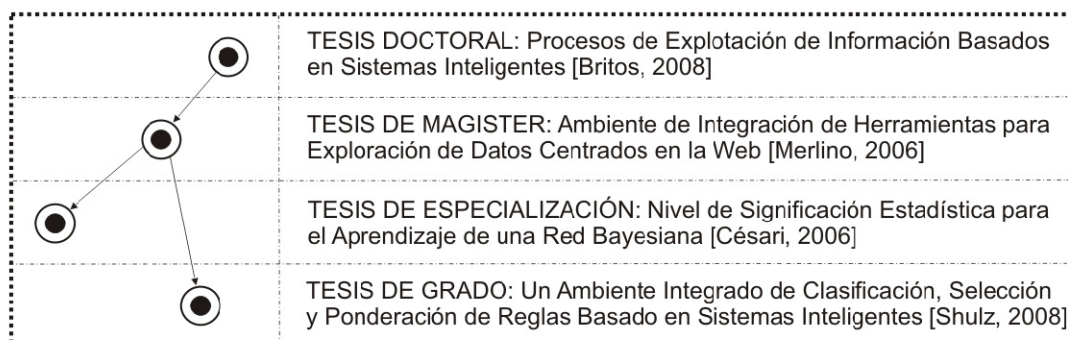 TESIS DOCTORAL: Procesos de Explotación de Información Basados
en Sistemas Inteligentes [Britos, 2008]
TESIS DE MAGISTER: Ambiente de Integración de Herramientas para
Exploración de Datos Centrados en la Web [Merlino, 2006]
TESIS DE ESPECIALIZACIÓN: Nivel de Significación Estadística para
el Aprendizaje de una Red Bayesiana [Césari, 2006]
TESIS DE GRADO: Un Ambiente Integrado de Clasificación, Selección
y Ponderación de Reglas Basado en Sistemas Inteligentes [Shulz, 2008]